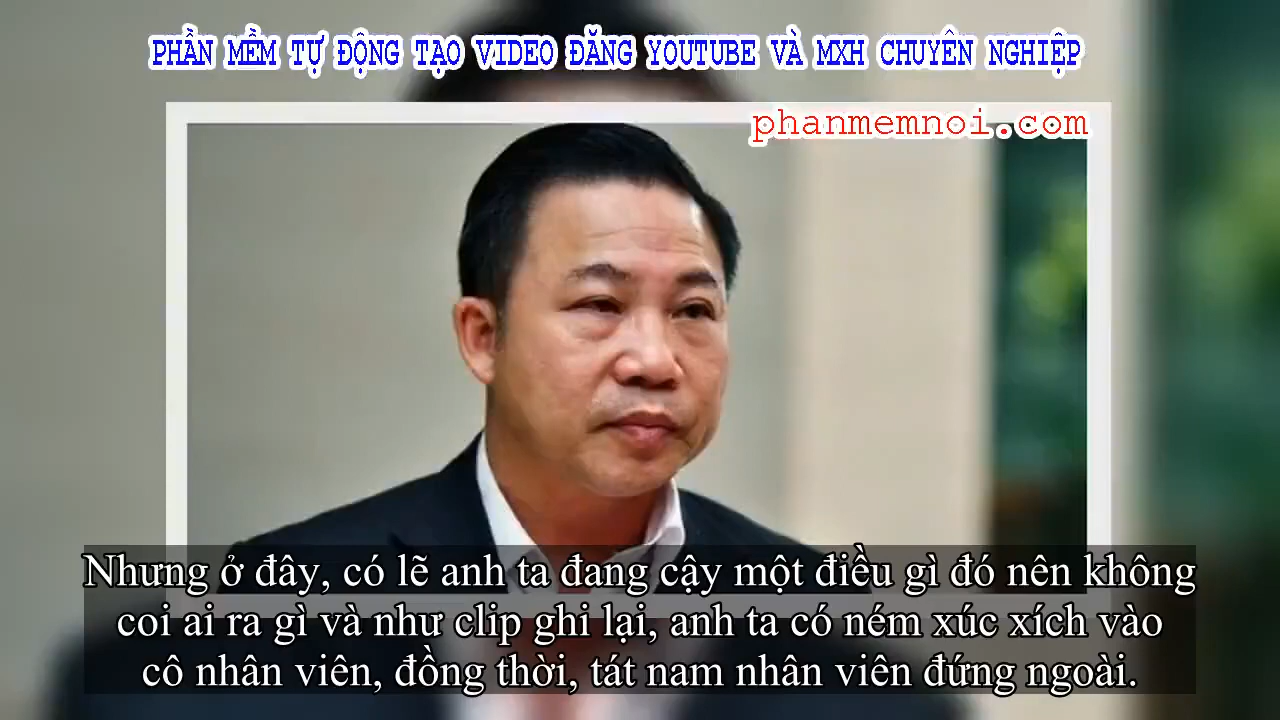 PHẦN MỀM TỰ ĐỘNG TẠO VIDEO ĐĂNG YOUTUBE VÀ MXH CHUYÊN NGHIỆP
phanmemnoi.com
Nhưng ở đây, có lẽ anh ta đang cậy một điều gì đó nên không
coi ai ra gì và như clip ghi lại, anh ta có ném xúc xích vào
cô nhân viên, đồng thời, tát nam nhân viên đứng ngoài.